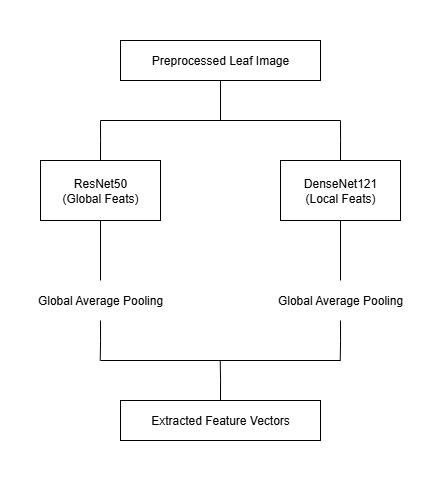 Preprocessed Leaf Image
ResNet50
(Global Feats)
DenseNet121
(Local Feats)
Global Average Pooling
Global Average Pooling
Extracted Feature Vectors